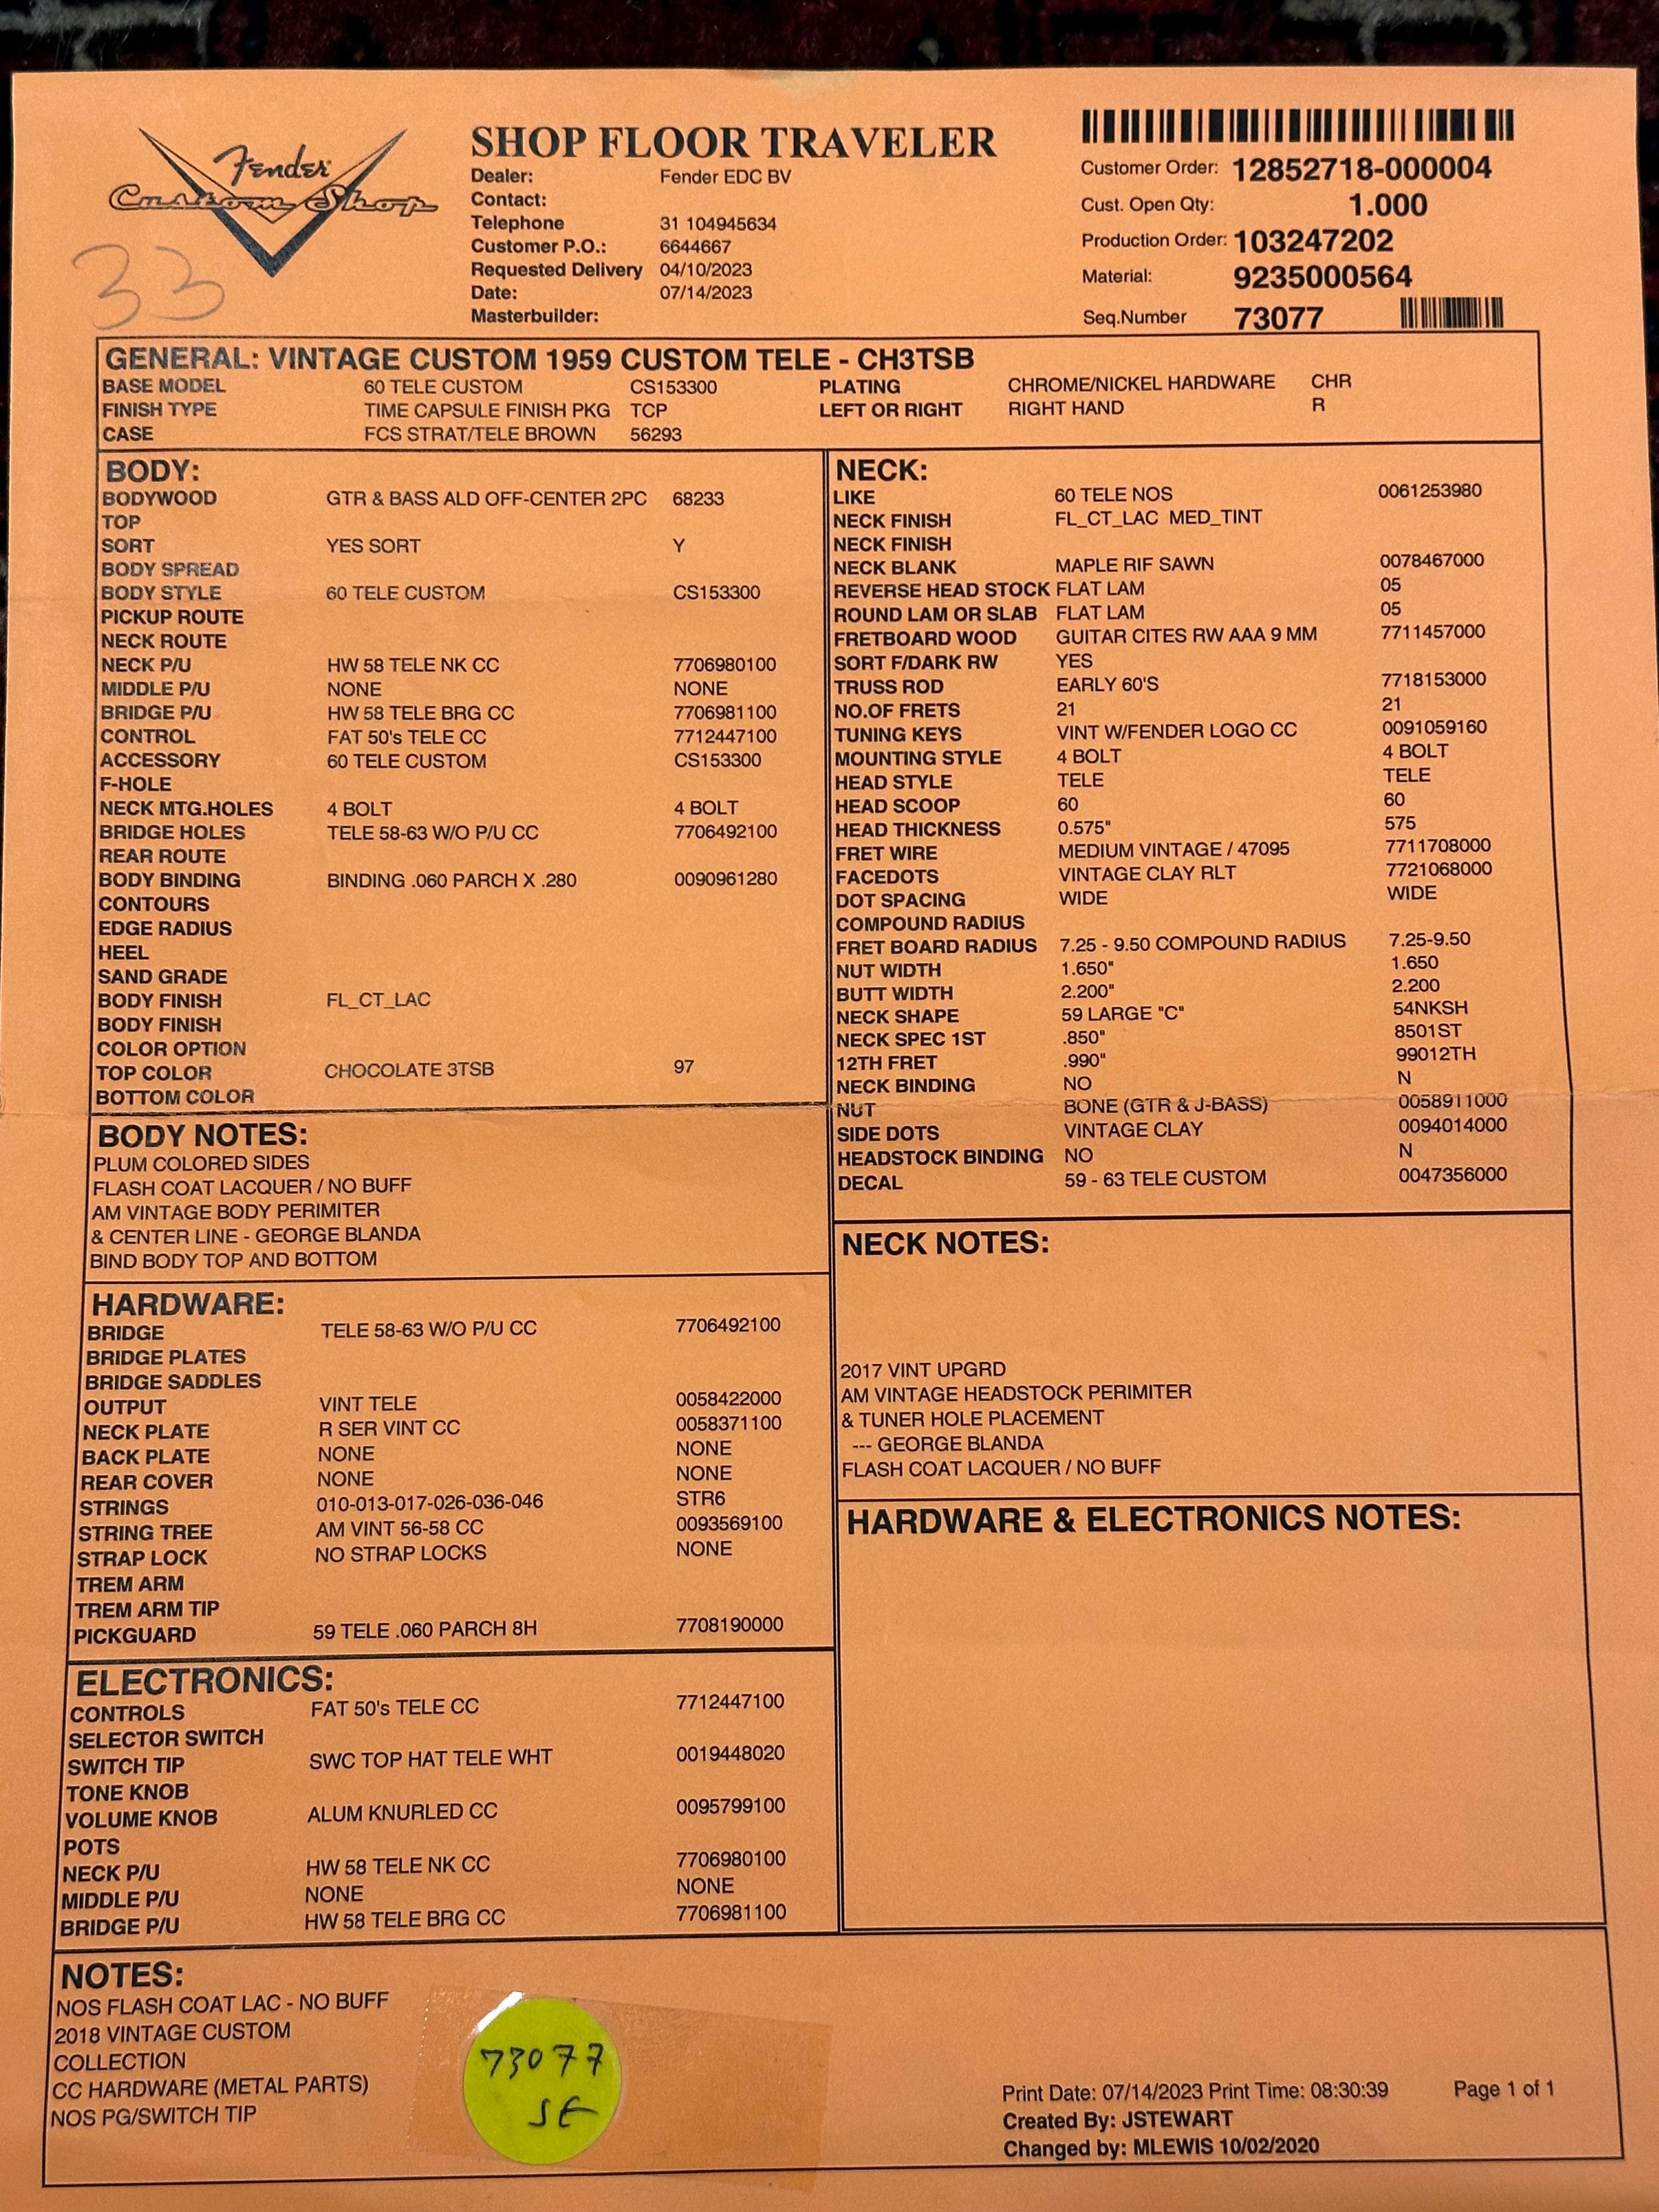 Fender
Custom Shop
33
SHOP FLOOR TRAVELER
Dealer: Fender EDC BV
Contact:
Telephone 31 104945634
Customer P.O.: 6644667
Requested Delivery 04/10/2023
Date: 07/14/2023
Masterbuilder:
Customer Order: 12852718-000004
Cust. Open Qty: 1.000
Production Order: 103247202
Material: 9235000564
Seq.Number 73077
GENERAL: VINTAGE CUSTOM 1959 CUSTOM TELE - CH3TSB
BASE MODEL 60 TELE CUSTOM CS153300 PLATING CHROME/NICKEL HARDWARE CHR
FINISH TYPE TIME CAPSULE FINISH PKG TCP LEFT OR RIGHT RIGHT HAND R
CASE FCS STRAT/TELE BROWN 56293
BODY:
BODYWOOD GTR & BASS ALD OFF-CENTER 2PC 68233
TOP
SORT YES SORT Y
BODY SPREAD
BODY STYLE 60 TELE CUSTOM CS153300
PICKUP ROUTE
NECK ROUTE
NECK P/U HW 58 TELE NK CC 7706980100
MIDDLE P/U NONE NONE
BRIDGE P/U HW 58 TELE BRG CC 7706981100
CONTROL FAT 50's TELE CC 7712447100
ACCESSORY 60 TELE CUSTOM CS153300
F-HOLE
NECK MTG.HOLES 4 BOLT 4 BOLT
BRIDGE HOLES TELE 58-63 W/O P/U CC 7706492100
REAR ROUTE
BODY BINDING BINDING .060 PARCH X .280 0090961280
CONTOURS
EDGE RADIUS
HEEL
SAND GRADE
BODY FINISH FL_CT_LAC
BODY FINISH
COLOR OPTION
TOP COLOR CHOCOLATE 3TSB 97
BOTTOM COLOR
BODY NOTES:
PLUM COLORED SIDES
FLASH COAT LACQUER / NO BUFF
AM VINTAGE BODY PERIMITER
& CENTER LINE - GEORGE BLANDA
BIND BODY TOP AND BOTTOM
HARDWARE:
BRIDGE TELE 58-63 W/O P/U CC 7706492100
BRIDGE PLATES
BRIDGE SADDLES
OUTPUT VINT TELE 0058422000
NECK PLATE R SER VINT CC 0058371100
BACK PLATE NONE NONE
REAR COVER NONE NONE
STRINGS 010-013-017-026-036-046 STR6
STRING TREE AM VINT 56-58 CC 0093569100
STRAP LOCK NO STRAP LOCKS NONE
TREM ARM
TREM ARM TIP
PICKGUARD 59 TELE .060 PARCH 8H 7708190000
ELECTRONICS:
CONTROLS FAT 50's TELE CC 7712447100
SELECTOR SWITCH
SWITCH TIP SWC TOP HAT TELE WHT 0019448020
TONE KNOB
VOLUME KNOB ALUM KNURLED CC 0095799100
POTS
NECK P/U HW 58 TELE NK CC 7706980100
MIDDLE P/U NONE NONE
BRIDGE P/U HW 58 TELE BRG CC 7706981100
NECK:
LIKE 60 TELE NOS 0061253980
NECK FINISH FL_CT_LAC MED_TINT
NECK FINISH
NECK BLANK MAPLE RIF SAWN 0078467000
REVERSE HEAD STOCK FLAT LAM 05
ROUND LAM OR SLAB FLAT LAM 05
FRETBOARD WOOD GUITAR CITES RW AAA 9 MM 7711457000
SORT F/DARK RW YES
TRUSS ROD EARLY 60'S 7718153000
NO.OF FRETS 21 21
TUNING KEYS VINT W/FENDER LOGO CC 0091059160
MOUNTING STYLE 4 BOLT 4 BOLT
HEAD STYLE TELE TELE
HEAD SCOOP 60 60
HEAD THICKNESS 0.575" 575
FRET WIRE MEDIUM VINTAGE / 47095 7711708000
FACEDOTS VINTAGE CLAY RLT 7721068000
DOT SPACING WIDE WIDE
COMPOUND RADIUS
FRET BOARD RADIUS 7.25 - 9.50 COMPOUND RADIUS 7.25-9.50
NUT WIDTH 1.650" 1.650
BUTT WIDTH 2.200" 2.200
NECK SHAPE 59 LARGE "C" 54NKSH
NECK SPEC 1ST .850" 8501ST
12TH FRET .990" 99012TH
NECK BINDING NO N
NUT BONE (GTR & J-BASS) 0058911000
SIDE DOTS VINTAGE CLAY 0094014000
HEADSTOCK BINDING NO N
DECAL 59 - 63 TELE CUSTOM 0047356000
NECK NOTES:
2017 VINT UPGRD
AM VINTAGE HEADSTOCK PERIMITER
& TUNER HOLE PLACEMENT
--- GEORGE BLANDA
FLASH COAT LACQUER / NO BUFF
HARDWARE & ELECTRONICS NOTES:
NOTES:
NOS FLASH COAT LAC - NO BUFF
2018 VINTAGE CUSTOM
COLLECTION
CC HARDWARE (METAL PARTS)
NOS PG/SWITCH TIP
73077
SE
Print Date: 07/14/2023 Print Time: 08:30:39 Page 1 of 1
Created By: JSTEWART
Changed by: MLEWIS 10/02/2020